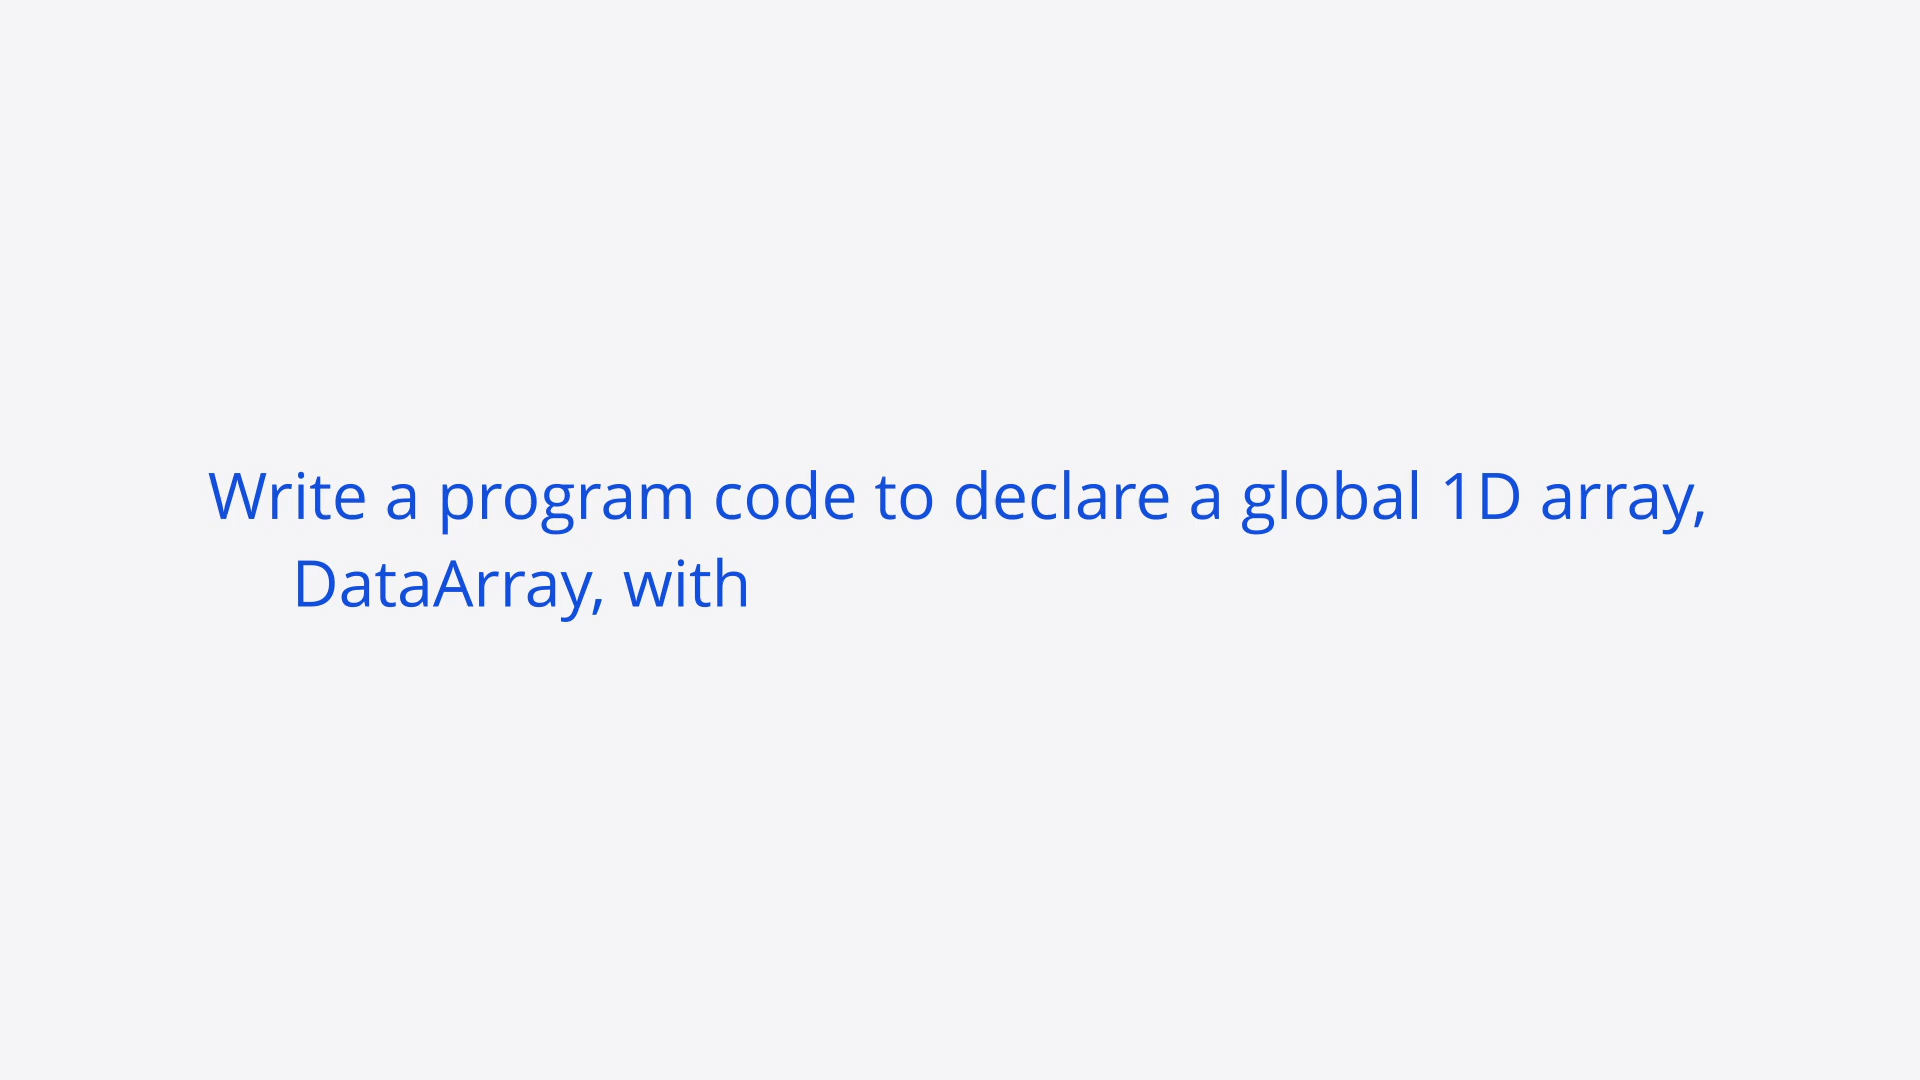 Write a program code to declare a global 1D array,
DataArray, with